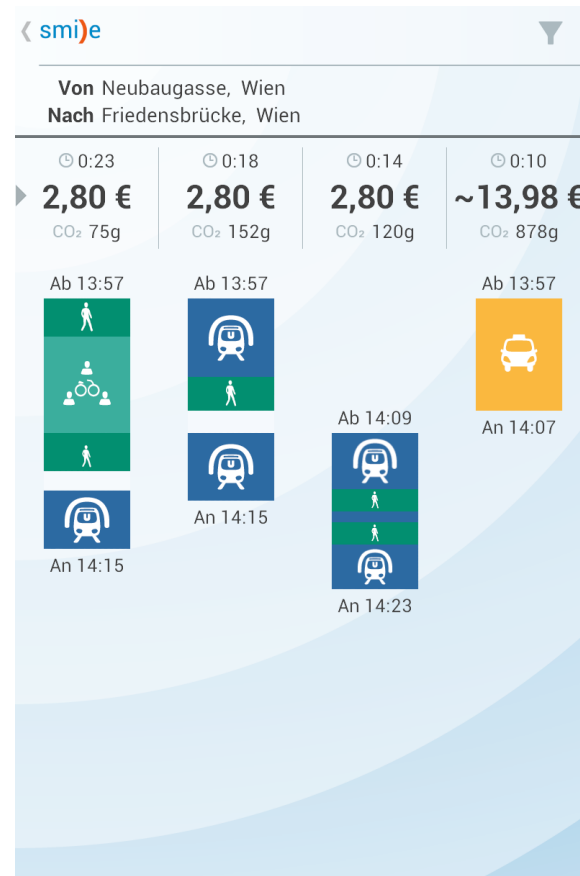 smile
Von Neubaugasse, Wien
Nach Friedensbrücke, Wien
0:23 0:18 0:14 0:10
2,80 € 2,80 € 2,80 € ~13,98 €
CO₂ 75g CO₂ 152g CO₂ 120g CO₂ 878g
Ab 13:57 Ab 13:57 Ab 13:57
U U
Ab 14:09
U
An 14:07
U
U
An 14:15
An 14:15
U
An 14:23